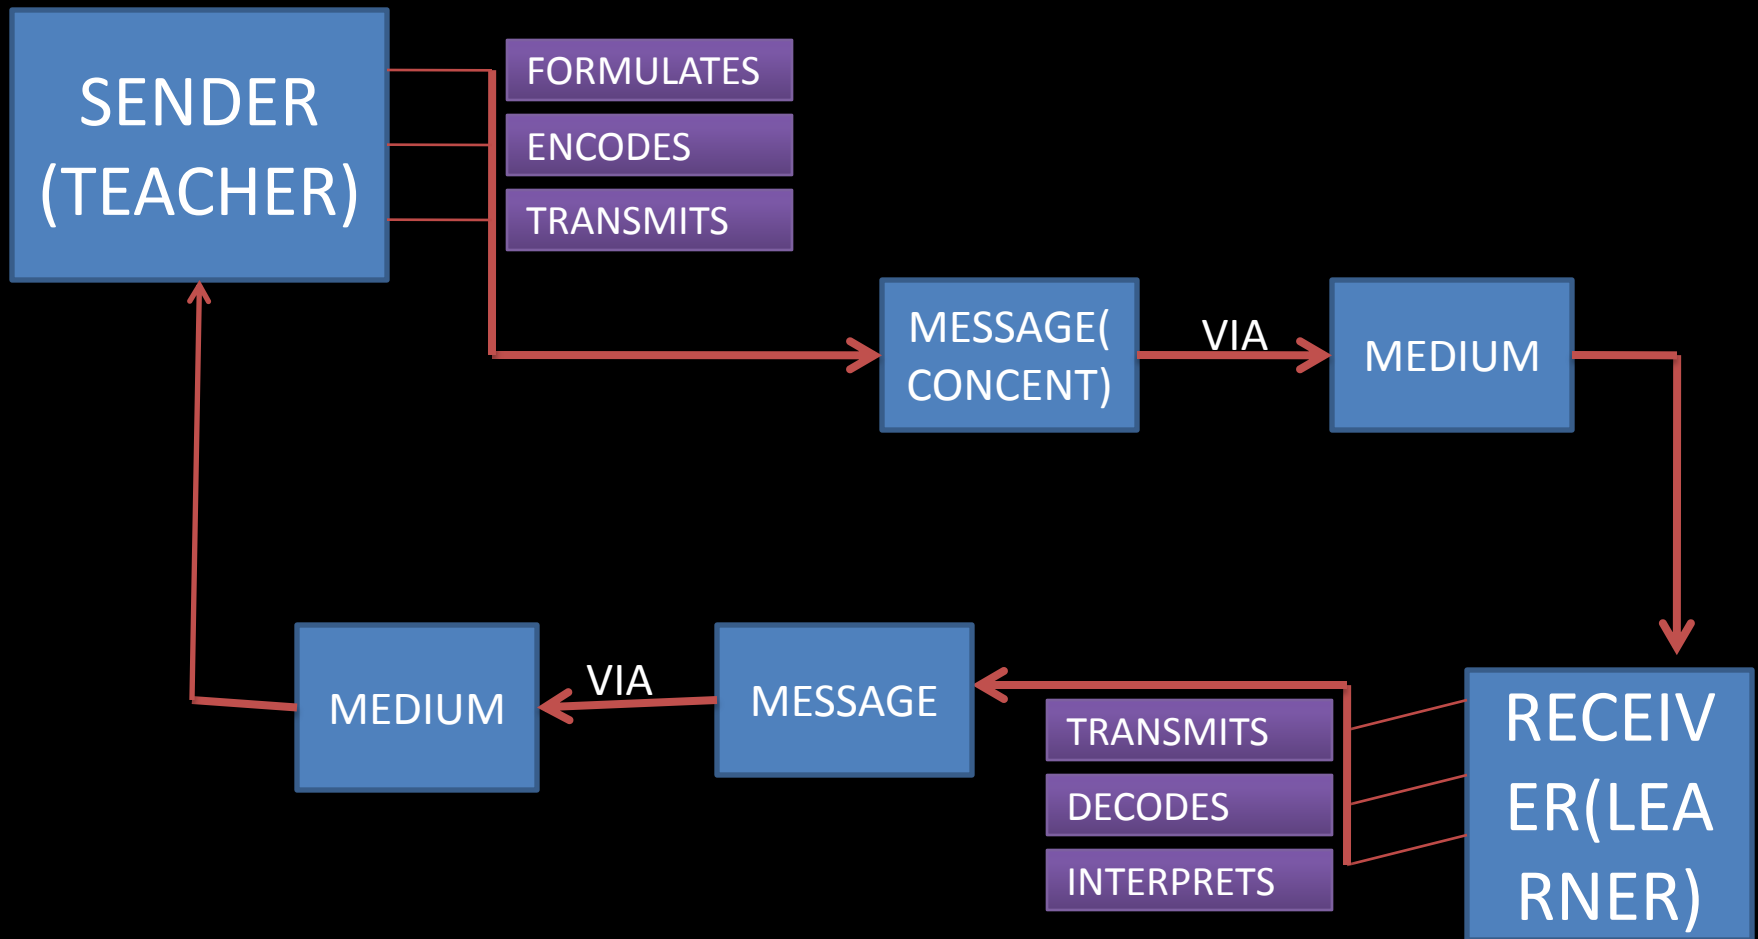 SENDER
(TEACHER)
FORMULATES
ENCODES
TRANSMITS
MESSAGE(
CONCENT)
VIA
MEDIUM
MEDIUM
VIA
MESSAGE
TRANSMITS
DECODES
INTERPRETS
RECEIV
ER(LEA
RNER)